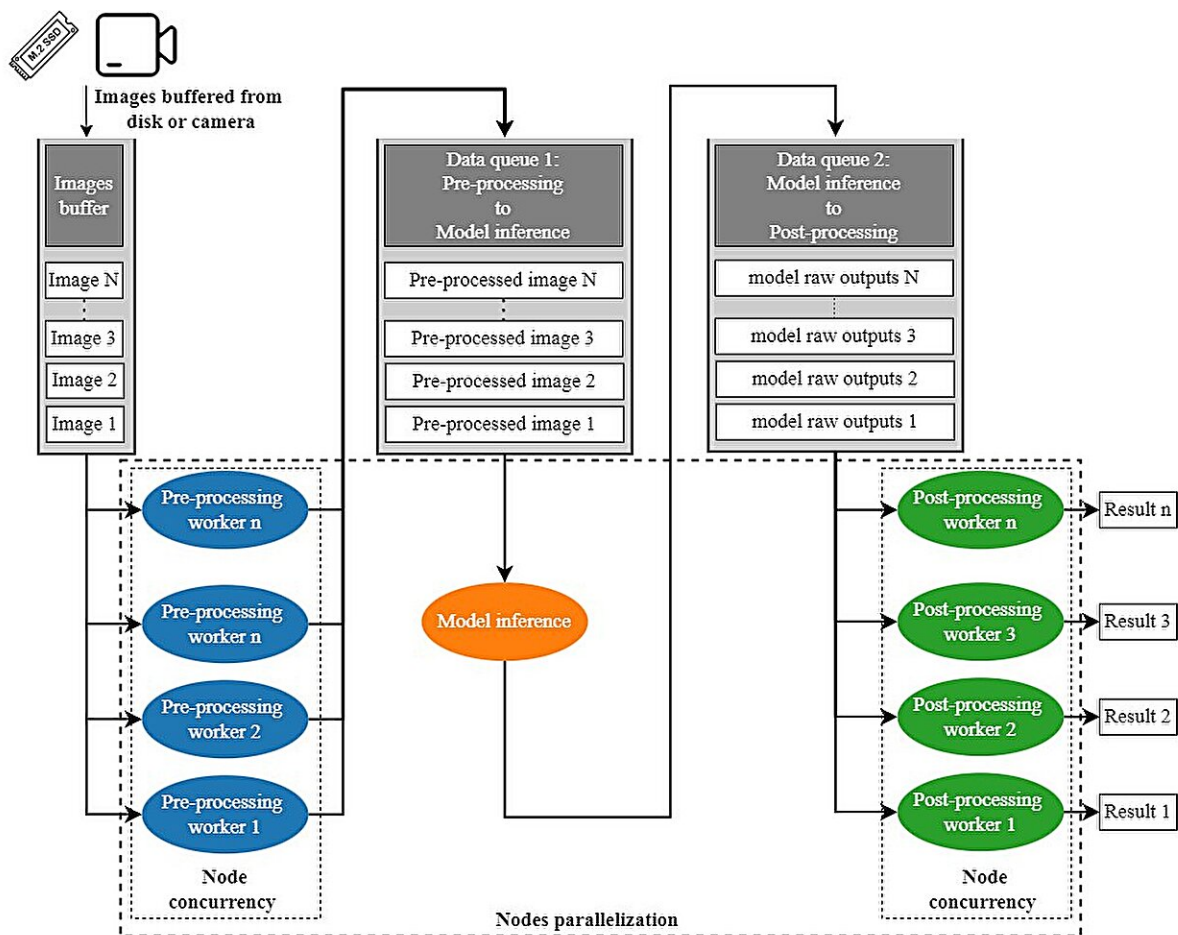 M.2 SSD
Images buffered from
disk or camera
Images
buffer
Image N
Image 3
Image 2
Image 1
Data queue 1:
Pre-processing
to
Model inference
Pre-processed image N
Pre-processed image 3
Pre-processed image 2
Pre-processed image 1
Data queue 2:
Model inference
to
Post-processing
model raw outputs N
model raw outputs 3
model raw outputs 2
model raw outputs 1
Pre-processing
worker n
Pre-processing
worker n
Pre-processing
worker 2
Pre-processing
worker 1
Node
concurrency
Model inference
Post-processing
worker n
Post-processing
worker 3
Post-processing
worker 2
Post-processing
worker 1
Node
concurrency
Result n
Result 3
Result 2
Result 1
Nodes parallelization